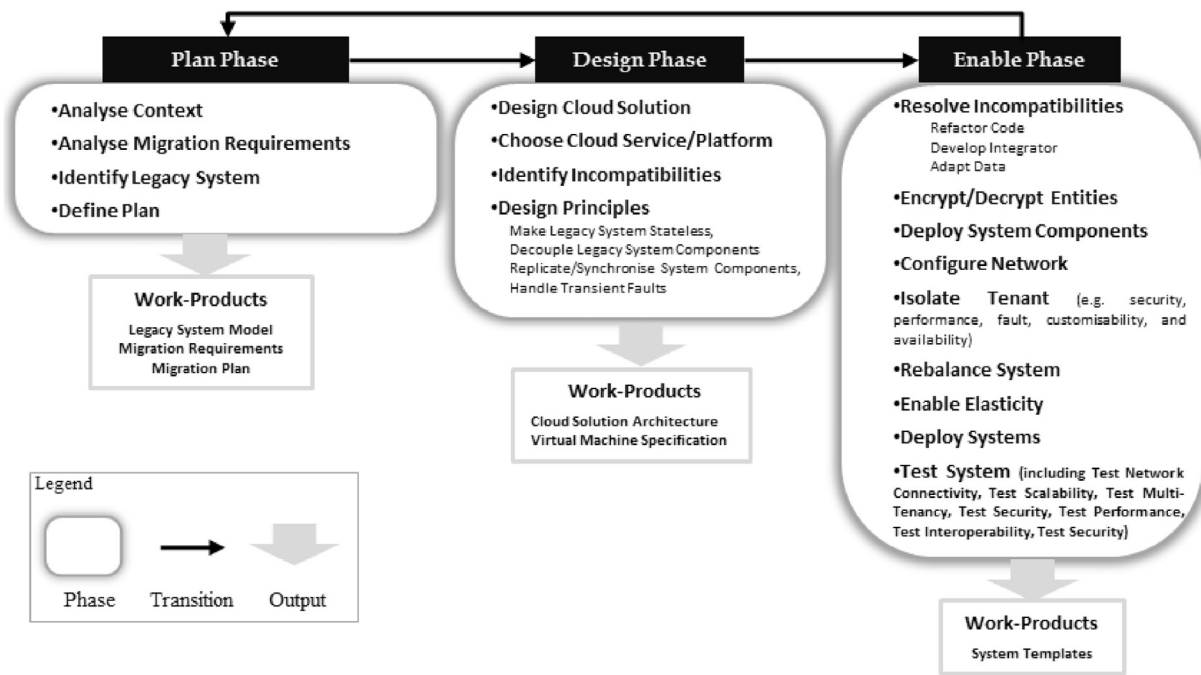 Plan Phase
•Analyse Context
•Analyse Migration Requirements
•Identify Legacy System
•Define Plan
Work-Products
Legacy System Model
Migration Requirements
Migration Plan
Design Phase
•Design Cloud Solution
•Choose Cloud Service/Platform
•Identify Incompatibilities
•Design Principles
Make Legacy System Stateless,
Decouple Legacy System Components
Replicate/Synchronise System Components,
Handle Transient Faults
Work-Products
Cloud Solution Architecture
Virtual Machine Specification
Enable Phase
•Resolve Incompatibilities
Refactor Code
Develop Integrator
Adapt Data
•Encrypt/Decrypt Entities
•Deploy System Components
•Configure Network
•Isolate Tenant (e.g. security,
performance, fault, customisability, and
availability)
•Rebalance System
•Enable Elasticity
•Deploy Systems
•Test System (including Test Network
Connectivity, Test Scalability, Test Multi-
Tenancy, Test Security, Test Performance,
Test Interoperability, Test Security)
Work-Products
System Templates
Legend
Phase
Transition
Output